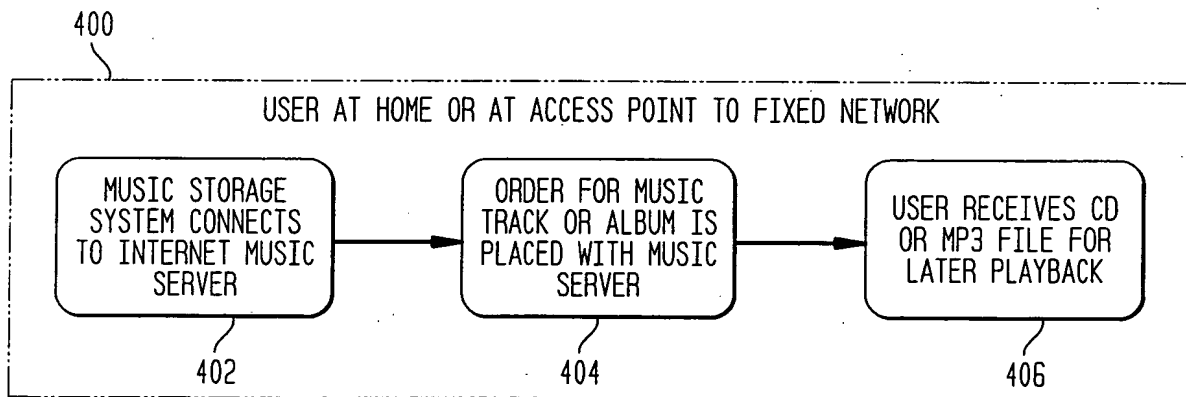 400
USER AT HOME OR AT ACCESS POINT TO FIXED NETWORK
MUSIC STORAGE
SYSTEM CONNECTS
TO INTERNET MUSIC
SERVER
ORDER FOR MUSIC
TRACK OR ALBUM IS
PLACED WITH MUSIC
SERVER
USER RECEIVES CD
OR MP3 FILE FOR
LATER PLAYBACK
402
404
406